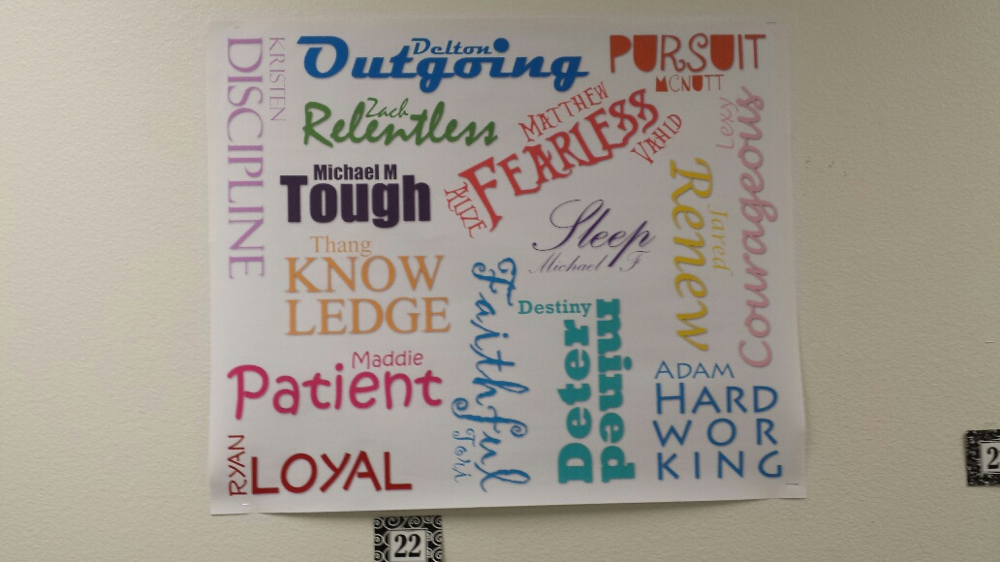 KRISTEN
DISCIPLINE
Delton
Outgoing
PURSUIT
MCNUTT
Zach
Relentless
MATTHEW
FEARLESS
VAHID
AUZE
Lexy
Courageous
Michael M
Tough
Jared
Renew
Sleep
Michael F
Thang
KNOW
LEDGE
Faithful
Tori
Destiny
Deter
mined
Maddie
Patient
ADAM
HARD
WOR
KING
RYAN
LOYAL
22
2